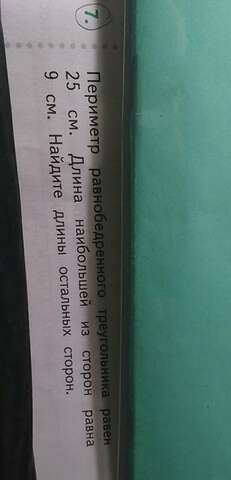 7. Периметр равнобедренного треугольника равен
25 см. Длина наибольшей из сторон равна
9 см. Найдите длины остальных сторон.